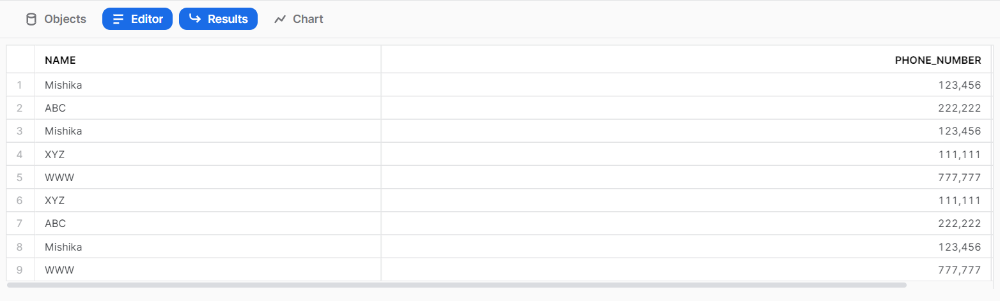 Objects Editor Results Chart
NAME PHONE_NUMBER
1 Mishika 123,456
2 ABC 222,222
3 Mishika 123,456
4 XYZ 111,111
5 WWW 777,777
6 XYZ 111,111
7 ABC 222,222
8 Mishika 123,456
9 WWW 777,777